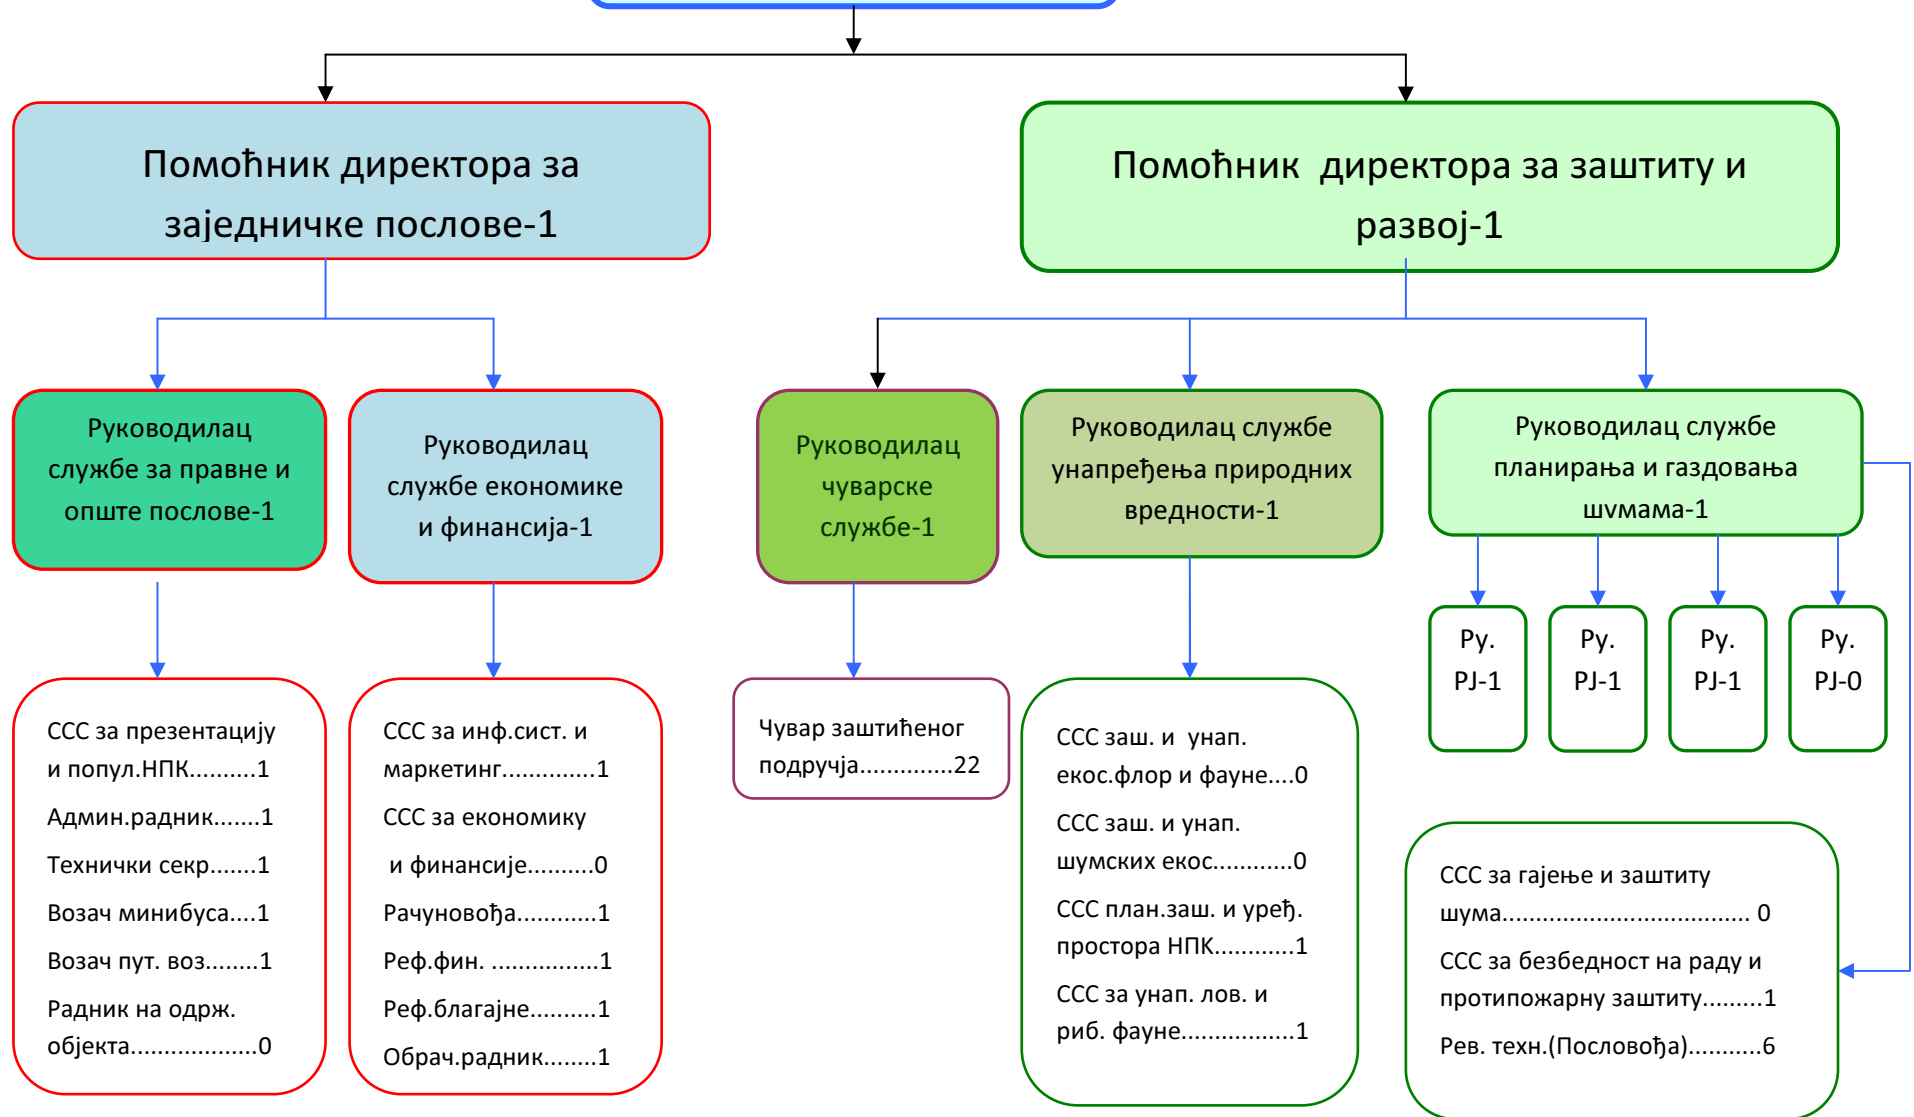 Помоћник директора за
заједничке послове-1
Помоћник  директора за заштиту и
развој-1
Руководилац
службе за правне и
опште послове-1
Руководилац
службе економике
и финансија-1
Руководилац
чуварске
службе-1
Руководилац службе
унапређења природних
вредности-1
Руководилац службе
планирања и газдовања
шумама-1
Ру.
РЈ-1
Ру.
РЈ-1
Ру.
РЈ-1
Ру.
РЈ-0
ССС за презентацију
и попул.НПК..........1
Админ.радник.......1
Технички секр.......1
Возач минибуса....1
Возач пут. воз........1
Радник на одрж.
објекта...................0
ССС за инф.сист. и
маркетинг..............1
ССС за економику
и финансије..........0
Рачуновођа............1
Реф.фин. ................1
Реф.благајне..........1
Обрач.радник........1
Чувар заштићеног
подручја..............22
ССС заш. и  унап.
екос.флор и фауне....0
ССС заш. и унап.
шумских екос............0
ССС план.заш. и уређ.
простора НПК............1
ССС за унап. лов. и
риб. фауне.................1
ССС за гајење и заштиту
шума..................................... 0
ССС за безбедност на раду и
протипожарну заштиту.........1
Рев. техн.(Пословођа)...........6